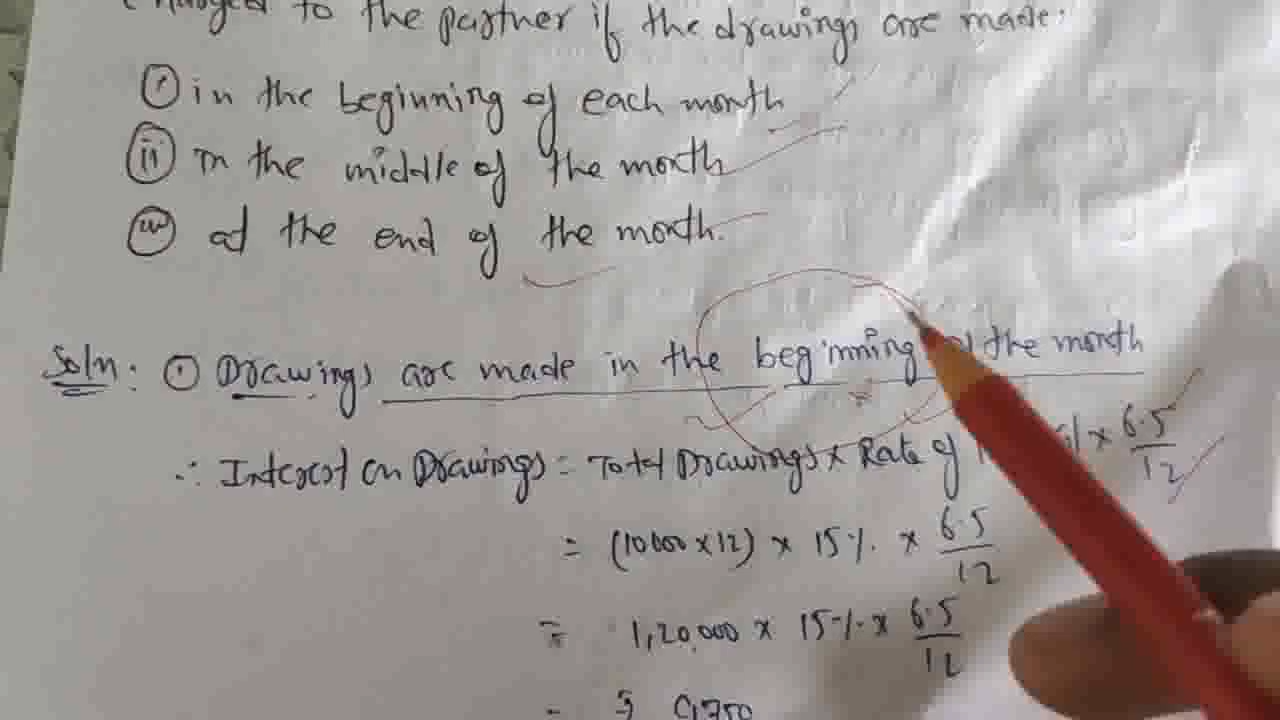 to the partner if the drawings are made.
(i) in the beginning of each month
(ii) in the middle of the month
(iii) at the end of the month.
Soln: (i) Drawings are made in the beginning the month
∴ Interest on Drawings = Total Drawings × Rate of × 6.5/12
= (10000 × 12) × 15% × 6.5/12
= 1,20,000 × 15% × 6.5/12
= ₹ 9,750